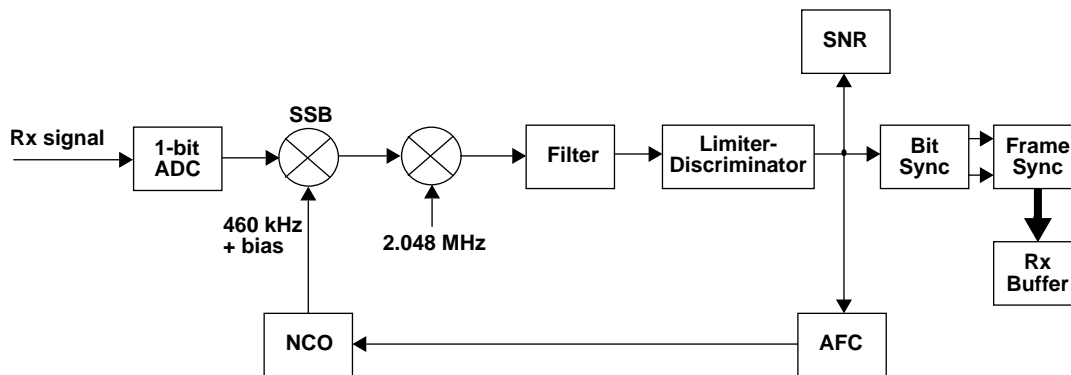 SNR
SSB
Rx signal
1-bit
ADC
Filter
Limiter-
Discriminator
Bit
Sync
Frame
Sync
460 kHz
+ bias
2.048 MHz
Rx
Buffer
NCO
AFC